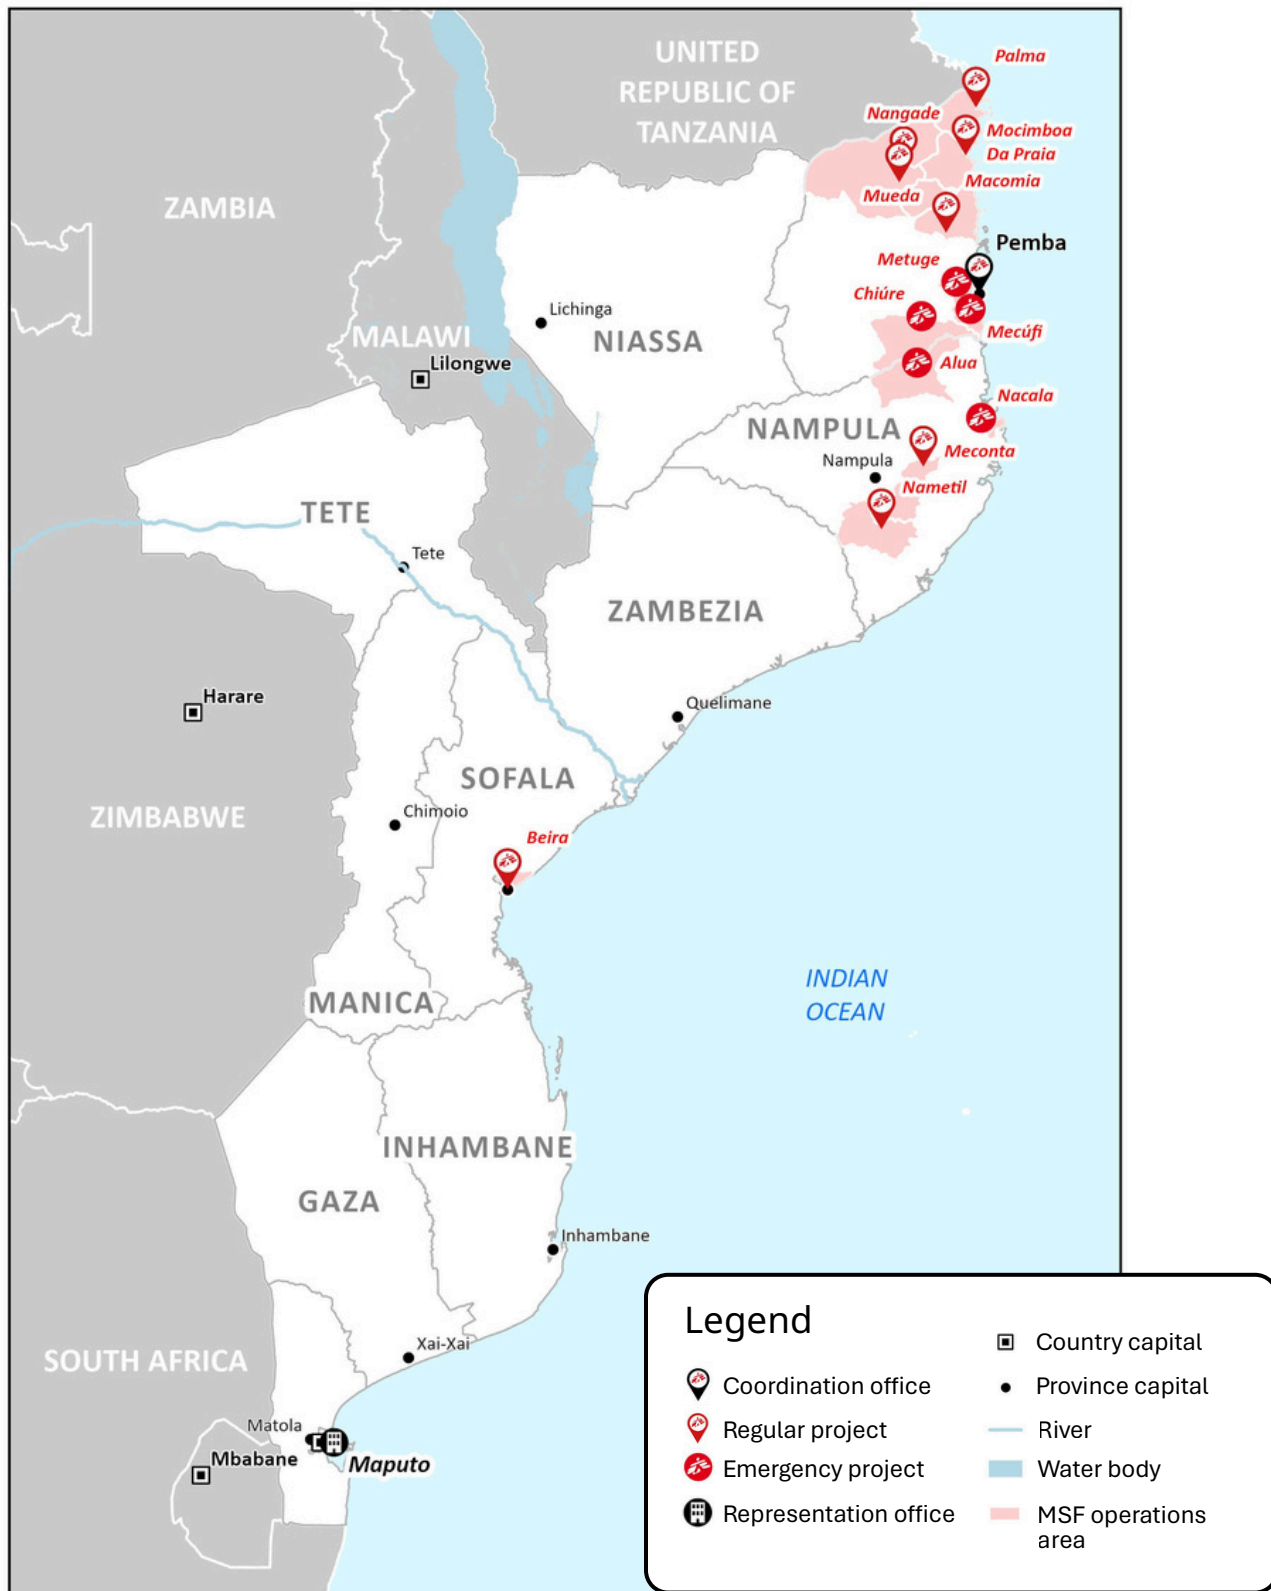 UNITED
REPUBLIC OF
TANZANIA
Palma
Nangade
Mocimboa
Da Praia
Mueda
Macomia
ZAMBIA
Pemba
Metuge
Chiúre
Lichinga
Mecúfi
MALAWI
NIASSA
Lilongwe
Alua
Nacala
NAMPULA
Meconta
Nampula
Nametil
TETE
Tete
ZAMBEZIA
Harare
Quelimane
SOFALA
Chimoio
ZIMBABWE
Beira
INDIAN
OCEAN
MANICA
INHAMBANE
GAZA
Inhambane
Xai-Xai
SOUTH AFRICA
Matola
Mbabane
Maputo
Legend
Coordination office
Regular project
Emergency project
Representation office
Country capital
Province capital
River
Water body
MSF operations
area